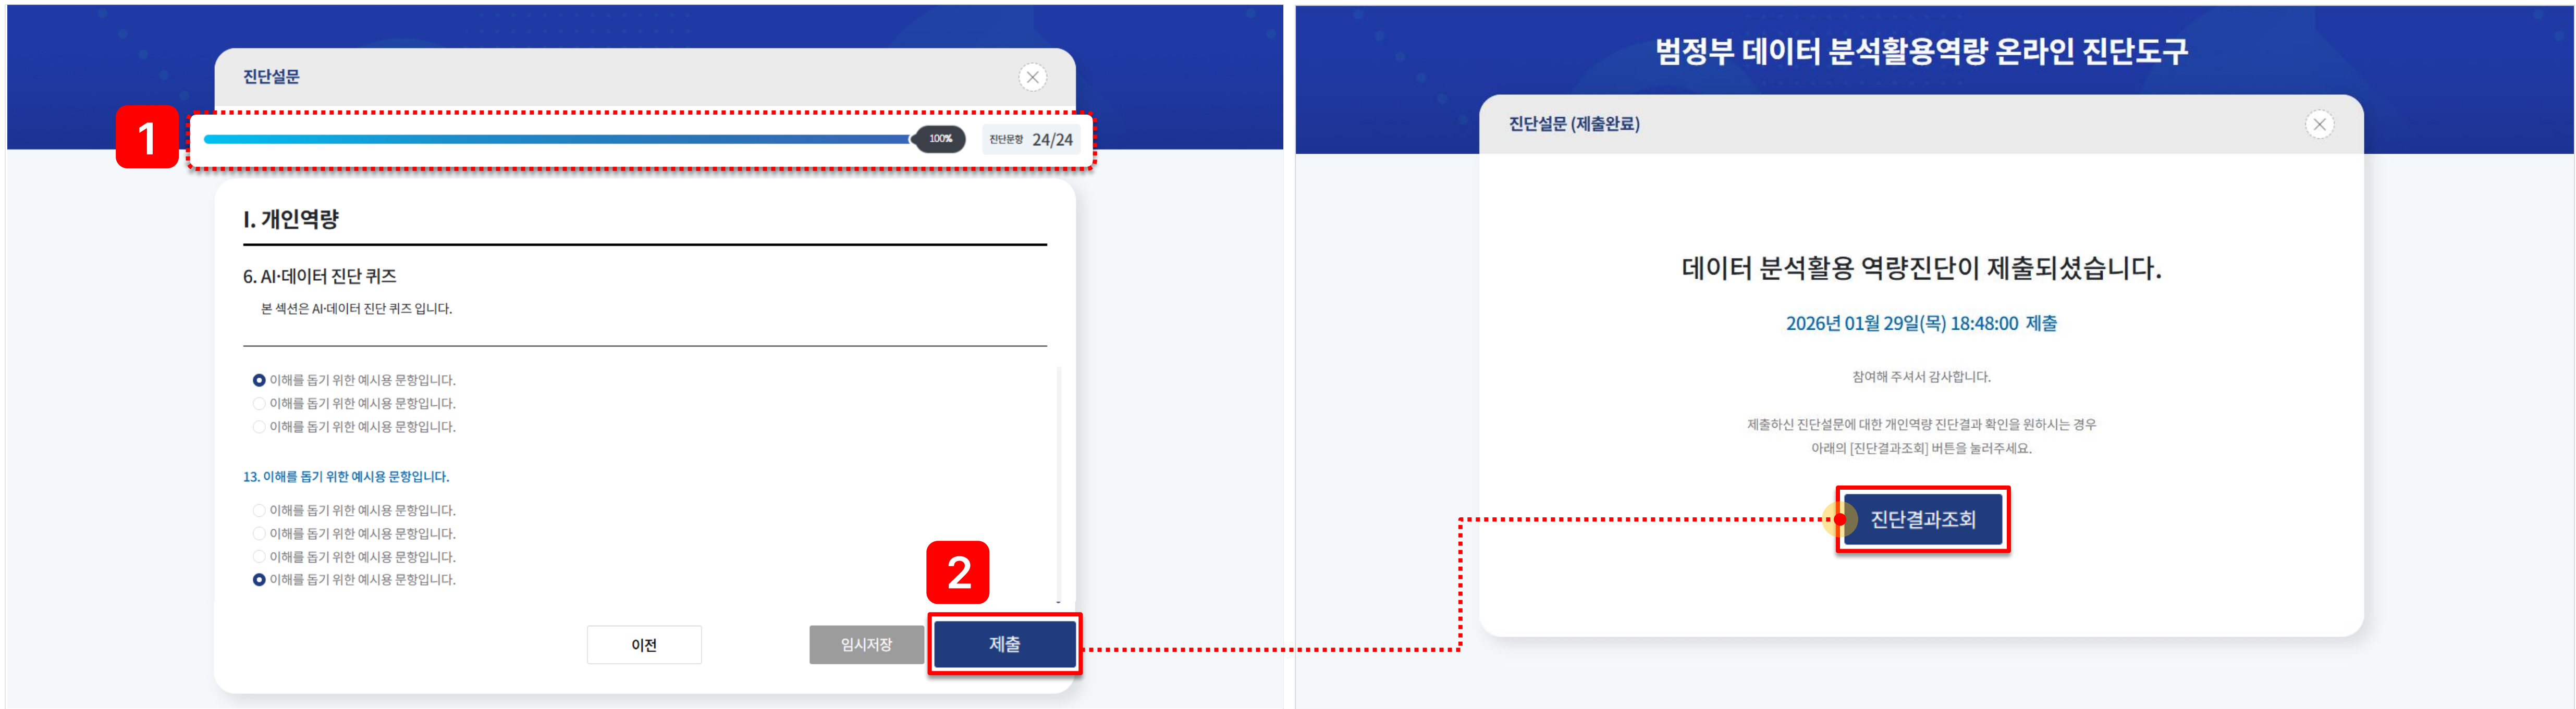 진단설문
1
100%
진단문항 24/24
I. 개인역량
6. AI·데이터 진단 퀴즈
본 섹션은 AI·데이터 진단 퀴즈 입니다.
이해를 돕기 위한 예시용 문항입니다.
이해를 돕기 위한 예시용 문항입니다.
이해를 돕기 위한 예시용 문항입니다.
13. 이해를 돕기 위한 예시용 문항입니다.
이해를 돕기 위한 예시용 문항입니다.
이해를 돕기 위한 예시용 문항입니다.
이해를 돕기 위한 예시용 문항입니다.
이해를 돕기 위한 예시용 문항입니다.
2
이전
임시저장
제출
범정부 데이터 분석활용역량 온라인 진단도구
진단설문 (제출완료)
데이터 분석활용 역량진단이 제출되셨습니다.
2026년 01월 29일(목) 18:48:00 제출
참여해 주셔서 감사합니다.
제출하신 진단설문에 대한 개인역량 진단결과 확인을 원하시는 경우
아래의 [진단결과조회] 버튼을 눌러주세요.
진단결과조회